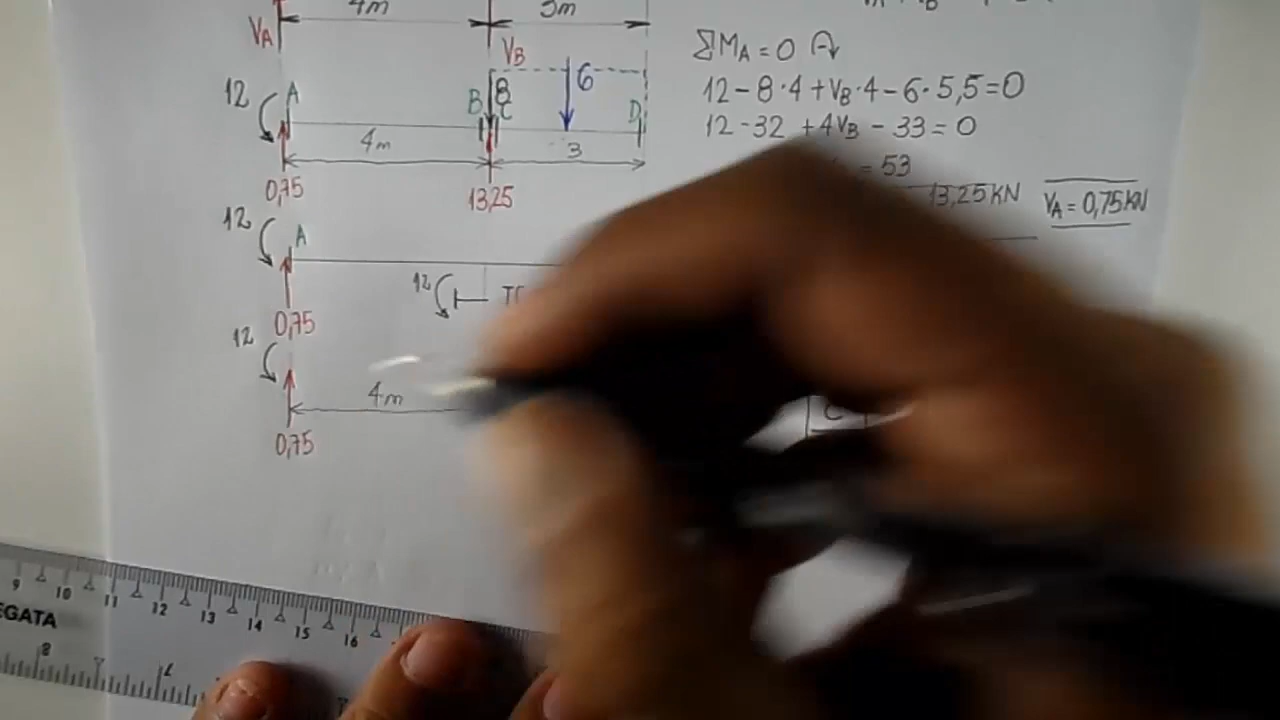 4m 3m
VA VB
ΣMA = 0
12 - 8·4 + VB·4 - 6·5,5 = 0
12 - 32 + 4VB - 33 = 0
= 53
13,25 KN VA = 0,75 KN
12 A B 8 C 6 D
4m 3
0,75 13,25
12 A
12
0,75
12
4m C
0,75
9 10 11 12 13 14 15 16
EGATA
8 7